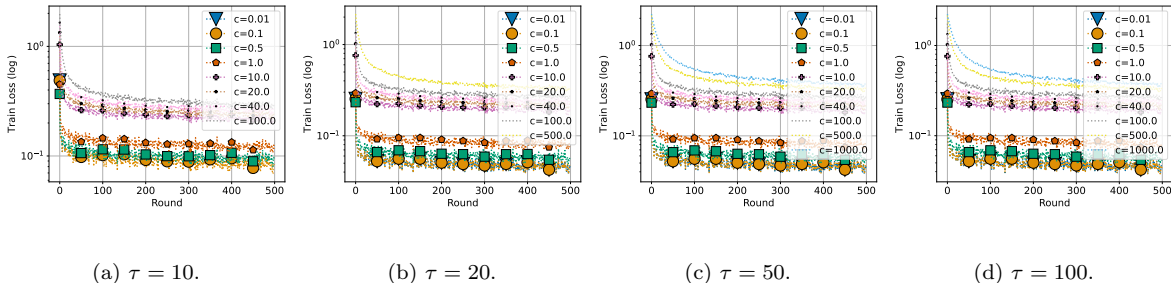 Train Loss (log)
10⁰
10⁻¹
0 100 200 300 400 500
Round
c=0.01
c=0.1
c=0.5
c=1.0
c=10.0
c=20.0
c=40.0
c=100.0
(a) τ = 10.
Train Loss (log)
10⁰
10⁻¹
0 100 200 300 400 500
Round
c=0.01
c=0.1
c=0.5
c=1.0
c=10.0
c=20.0
c=40.0
c=100.0
c=500.0
(b) τ = 20.
Train Loss (log)
10⁰
10⁻¹
0 100 200 300 400 500
Round
c=0.01
c=0.1
c=0.5
c=1.0
c=10.0
c=20.0
c=40.0
c=100.0
c=500.0
c=1000.0
(c) τ = 50.
Train Loss (log)
10⁰
10⁻¹
0 100 200 300 400 500
Round
c=0.01
c=0.1
c=0.5
c=1.0
c=10.0
c=20.0
c=40.0
c=100.0
c=500.0
c=1000.0
(d) τ = 100.